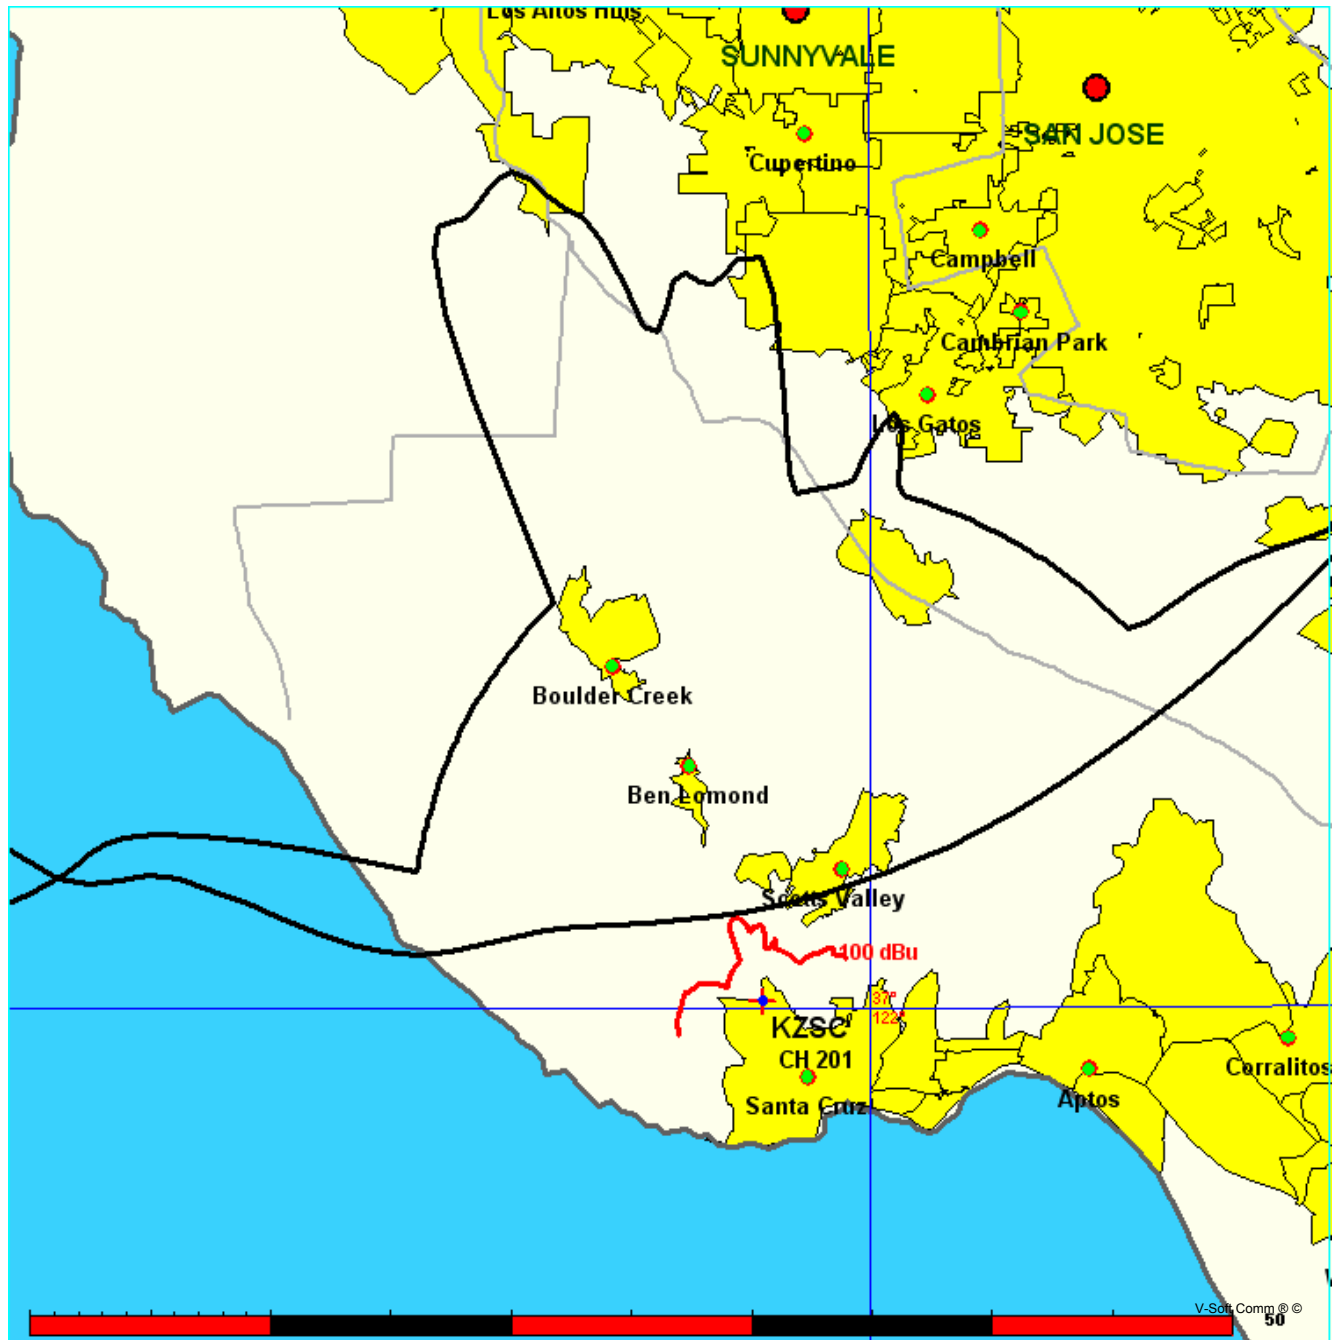 Los Altos Hills
SUNNYVALE
SAN JOSE
Cupertino
Campbell
Cambrian Park
Los Gatos
Boulder Creek
Ben Lomond
Scotts Valley
100 dBu
37°
122°
KZSC
CH 201
Santa Cruz
Aptos
Corralitos
V-Soft Comm ® ©
50